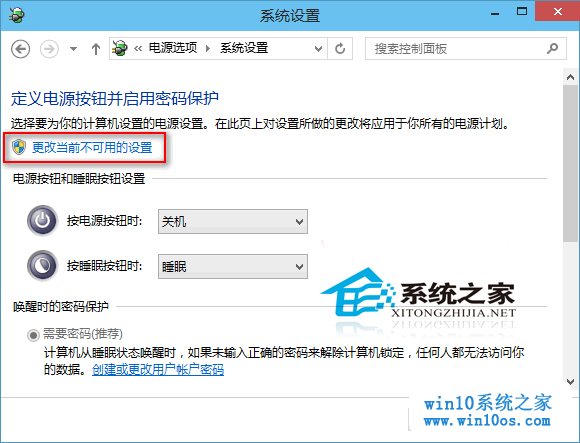 系统设置
« 电源选项 › 系统设置
搜索控制面板
定义电源按钮并启用密码保护
选择要为你的计算机设置的电源设置。在此页上对设置所做的更改将应用于你所有的电源计划。
更改当前不可用的设置
电源按钮和睡眠按钮设置
按电源按钮时: 关机
按睡眠按钮时: 睡眠
系统之家
XITONGZHIJIA.NET
唤醒时的密码保护
需要密码(推荐)
计算机从睡眠状态唤醒时，如果未输入正确的密码来解除计算机锁定，任何人都无法访问你
的数据。创建或更改用户帐户密码
win10系统之家
www.win10os.com